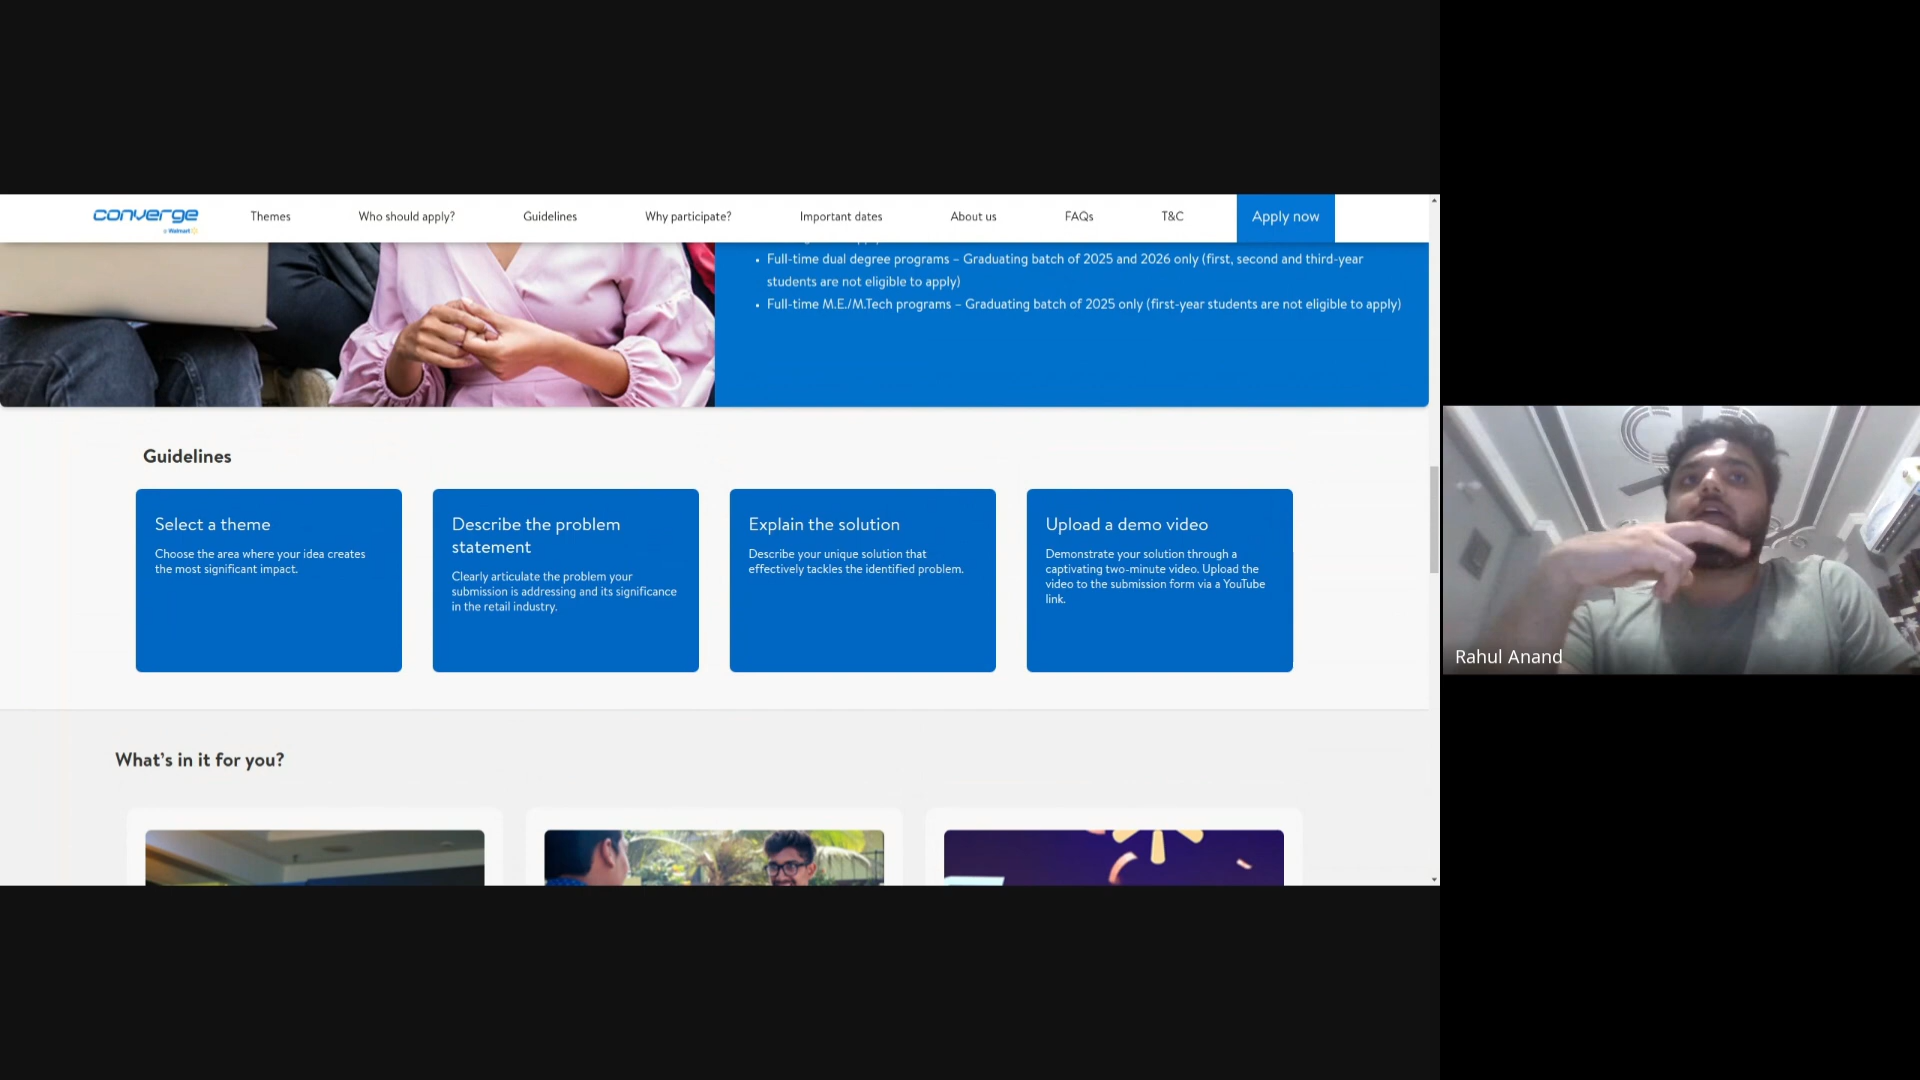 converge
Walmart
Themes
Who should apply?
Guidelines
Why participate?
Important dates
About us
FAQs
T&C
Apply now
• Full-time dual degree programs – Graduating batch of 2025 and 2026 only (first, second and third-year
students are not eligible to apply)
• Full-time M.E./M.Tech programs – Graduating batch of 2025 only (first-year students are not eligible to apply)
Guidelines
Select a theme
Choose the area where your idea creates
the most significant impact.
Describe the problem
statement
Clearly articulate the problem your
submission is addressing and its significance
in the retail industry.
Explain the solution
Describe your unique solution that
effectively tackles the identified problem.
Upload a demo video
Demonstrate your solution through a
captivating two-minute video. Upload the
video to the submission form via a YouTube
link.
What's in it for you?
Rahul Anand